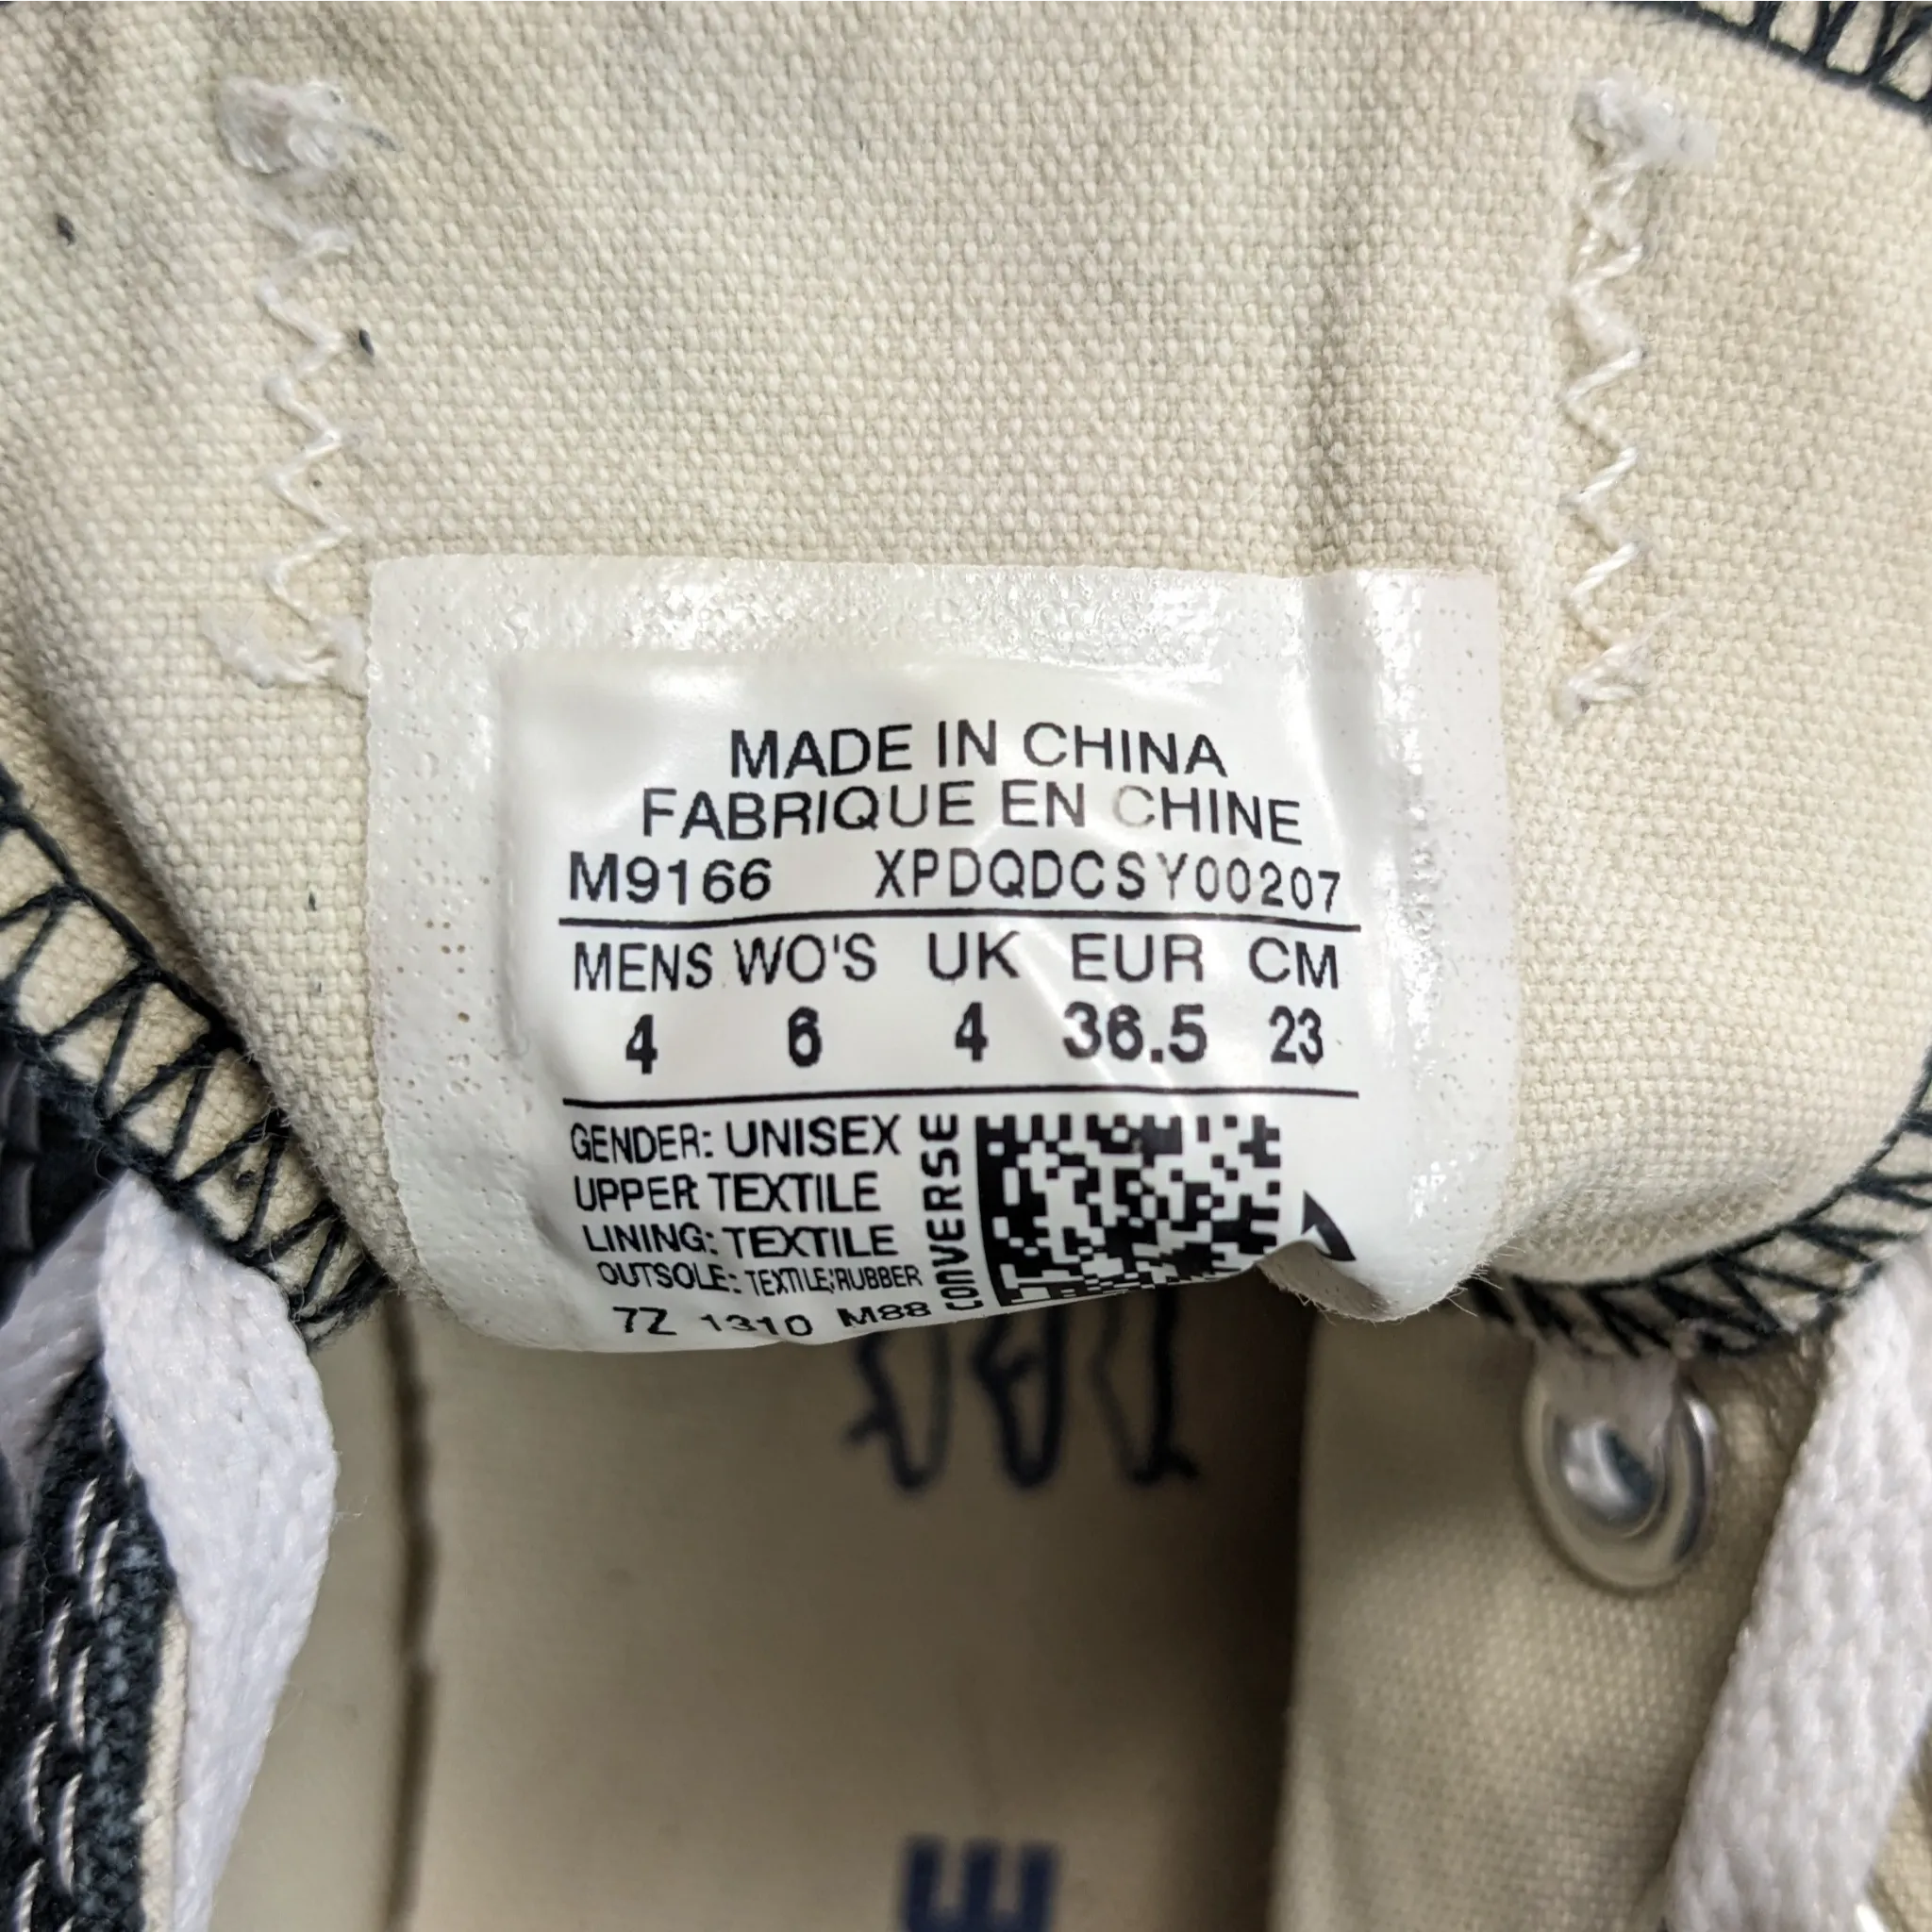 MADE IN CHINA
FABRIQUE EN CHINE
M9166 XPDQDCSY00207
MENS WO'S UK EUR CM
4 6 4 36.5 23
GENDER: UNISEX
UPPER TEXTILE
LINING: TEXTILE
OUTSOLE: TEXTILE;RUBBER
7Z 1310 M88
CONVERSE